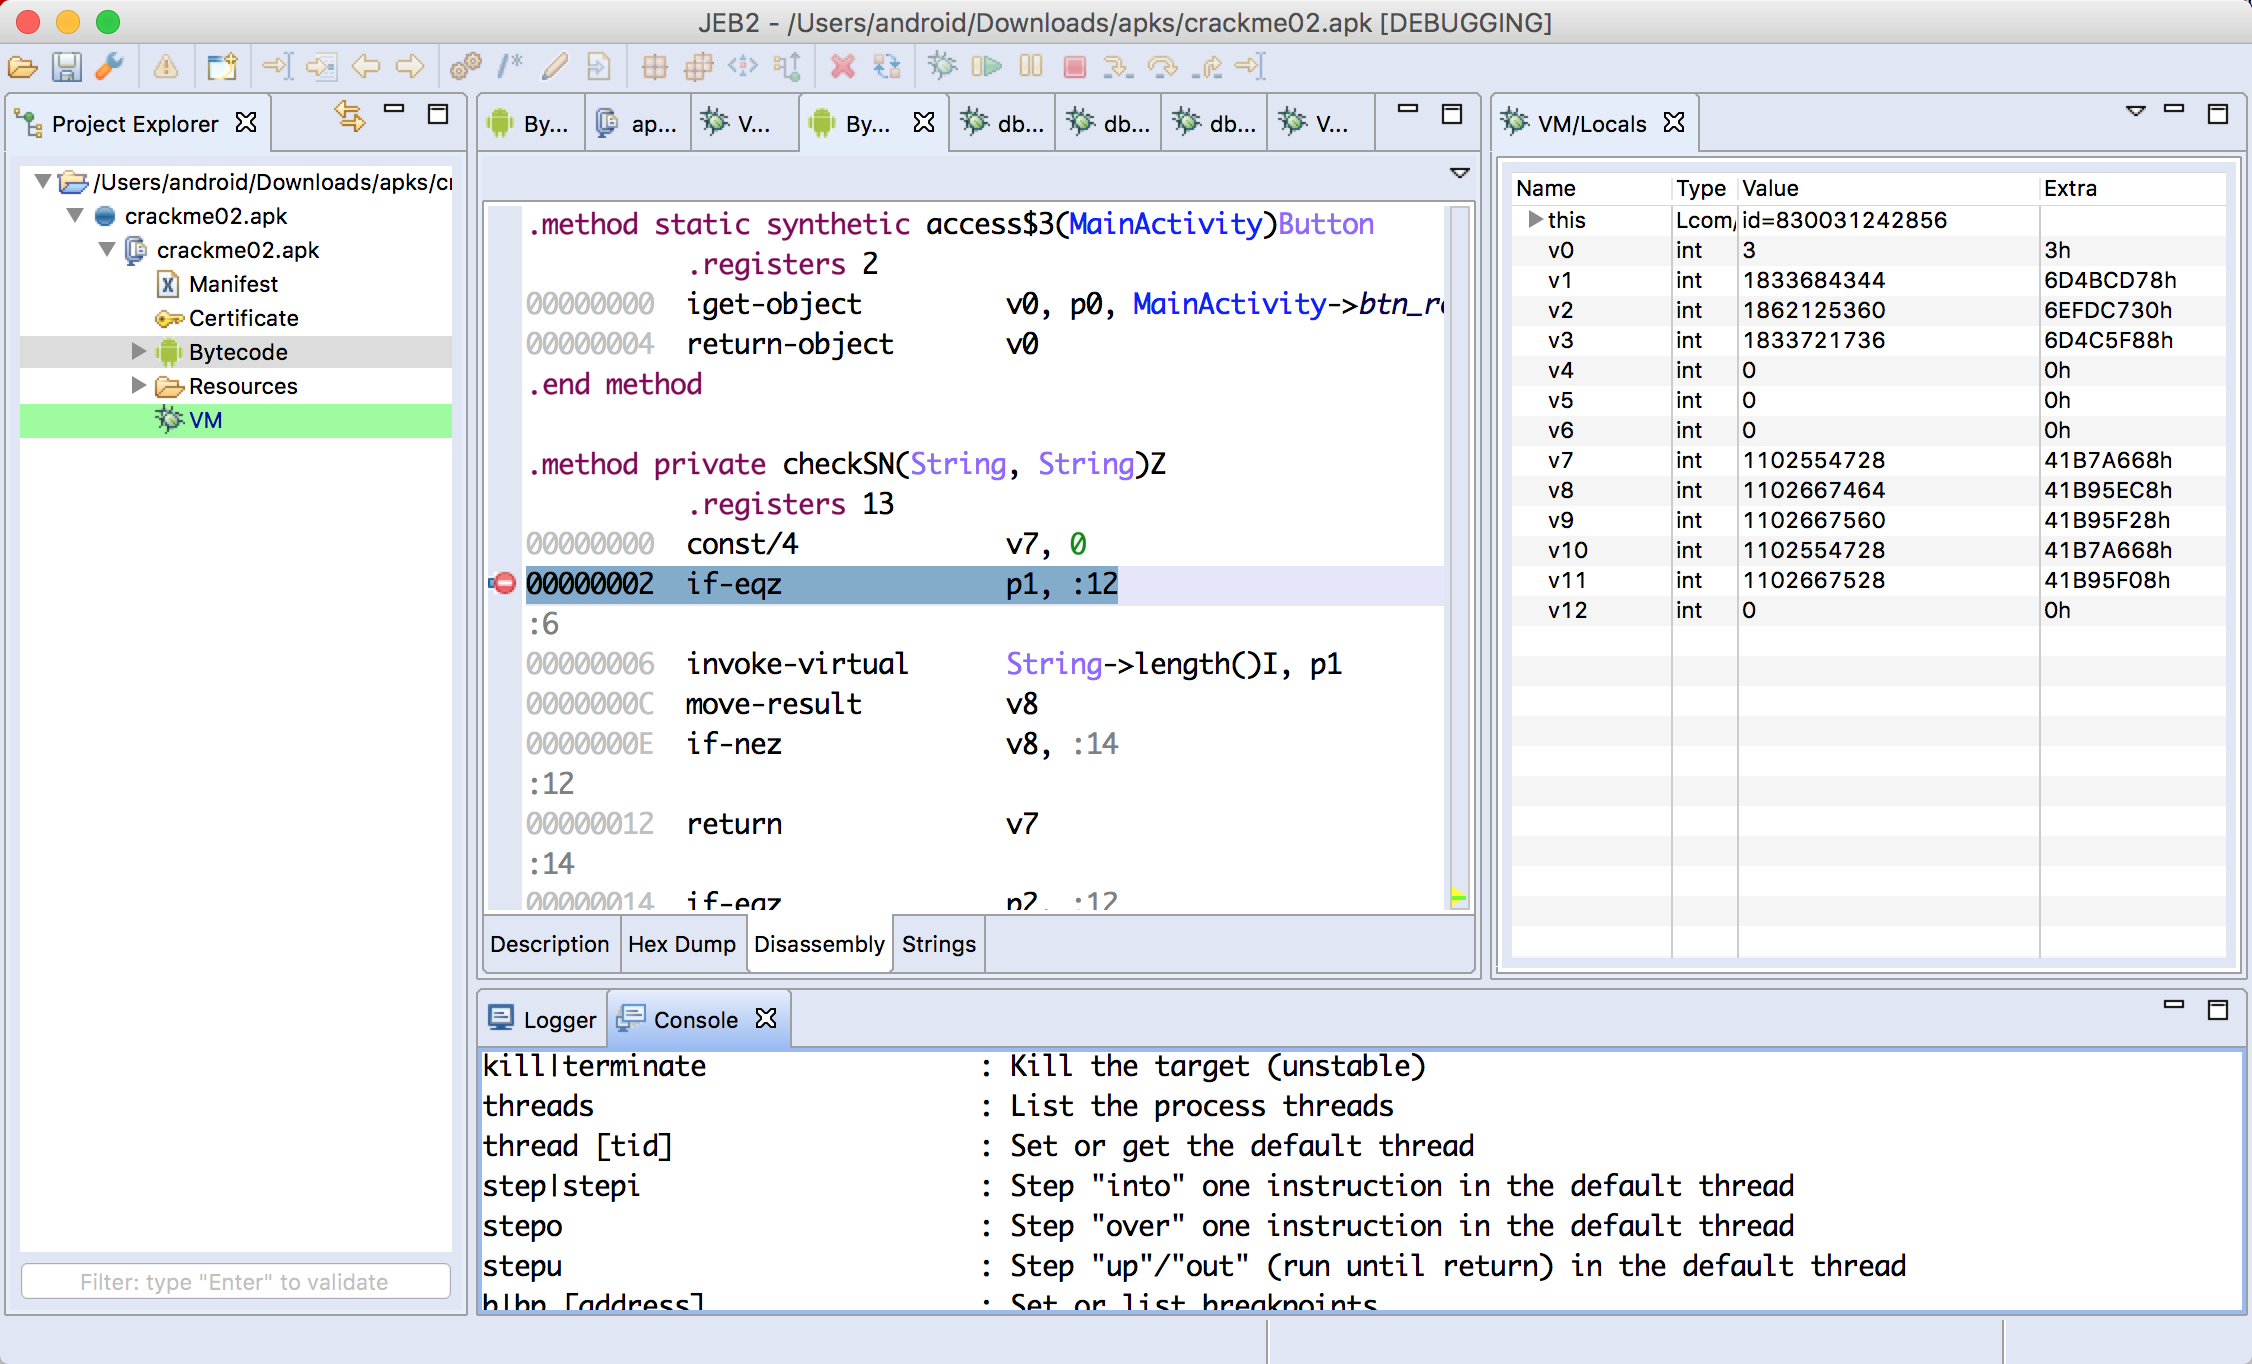 JEB2 - /Users/android/Downloads/apks/crackme02.apk [DEBUGGING]
Project Explorer
/Users/android/Downloads/apks/cr
crackme02.apk
crackme02.apk
Manifest
Certificate
Bytecode
Resources
VM
Filter: type "Enter" to validate
By... ap... V... By... db... db... db... V...
.method static synthetic access$3(MainActivity)Button
.registers 2
00000000 iget-object v0, p0, MainActivity->btn_re
00000004 return-object v0
.end method
.method private checkSN(String, String)Z
.registers 13
00000000 const/4 v7, 0
00000002 if-eqz p1, :12
:6
00000006 invoke-virtual String->length()I, p1
0000000C move-result v8
0000000E if-nez v8, :14
:12
00000012 return v7
:14
00000014 if-eqz p2, :12
Description Hex Dump Disassembly Strings
VM/Locals
Name Type Value Extra
this Lcom/ id=830031242856
v0 int 3 3h
v1 int 1833684344 6D4BCD78h
v2 int 1862125360 6EFDC730h
v3 int 1833721736 6D4C5F88h
v4 int 0 0h
v5 int 0 0h
v6 int 0 0h
v7 int 1102554728 41B7A668h
v8 int 1102667464 41B95EC8h
v9 int 1102667560 41B95F28h
v10 int 1102554728 41B7A668h
v11 int 1102667528 41B95F08h
v12 int 0 0h
Logger Console
kill|terminate : Kill the target (unstable)
threads : List the process threads
thread [tid] : Set or get the default thread
step|stepi : Step "into" one instruction in the default thread
stepo : Step "over" one instruction in the default thread
stepu : Step "up"/"out" (run until return) in the default thread
b|bp [address] : Set or list breakpoints